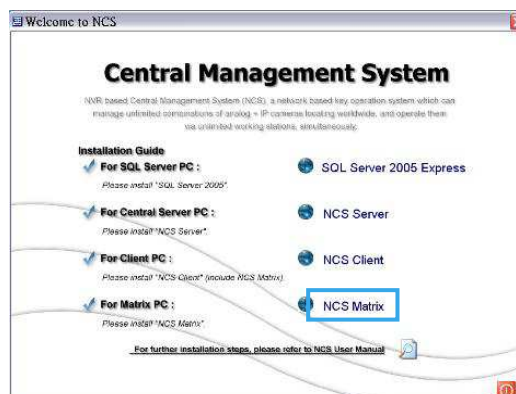 Welcome to NCS
Central Management System
NVR based Central Management System (NCS), a network based key operation system which can
manage unlimited combinations of analog + IP cameras locating worldwide, and operate them
via unlimited working stations, simultaneously.
Installation Guide
For SQL Server PC :
SQL Server 2005 Express
Please install "SQL Server 2005".
For Central Server PC :
NCS Server
Please install "NCS Server".
For Client PC :
NCS Client
Please install "NCS Client" (include NCS Matrix).
For Matrix PC :
NCS Matrix
Please install "NCS Matrix"
For further installation steps, please refer to NCS User Manual